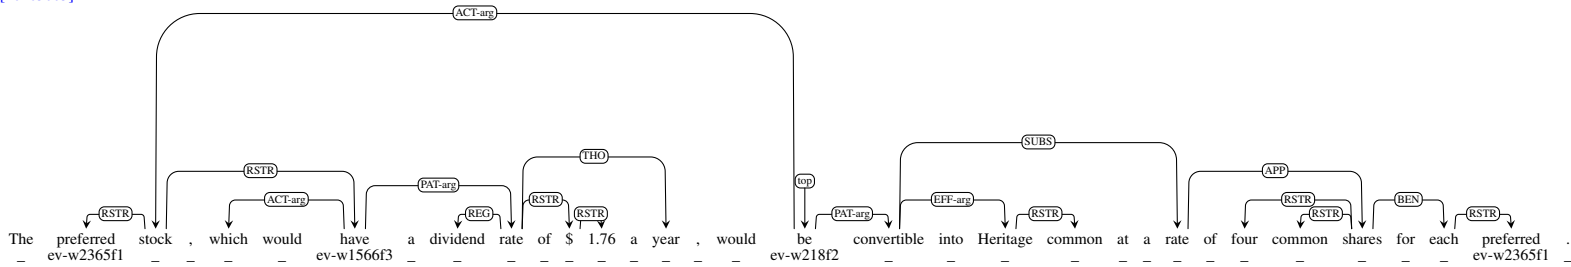 ACT-arg
SUBS
THO
top
RSTR APP
PAT-arg
ACT-arg RSTR EFF-arg RSTR BEN
RSTR REG RSTR PAT-arg RSTR RSTR RSTR
The preferred stock , which would have a dividend rate of $ 1.76 a year , would be convertible into Heritage common at a rate of four common shares for each preferred .
_ ev-w2365f1 _ _ _ _ ev-w1566f3 _ _ _ _ _ _ _ _ _ _ ev-w218f2 _ _ _ _ _ _ _ _ _ _ _ _ _ ev-w2365f1 _